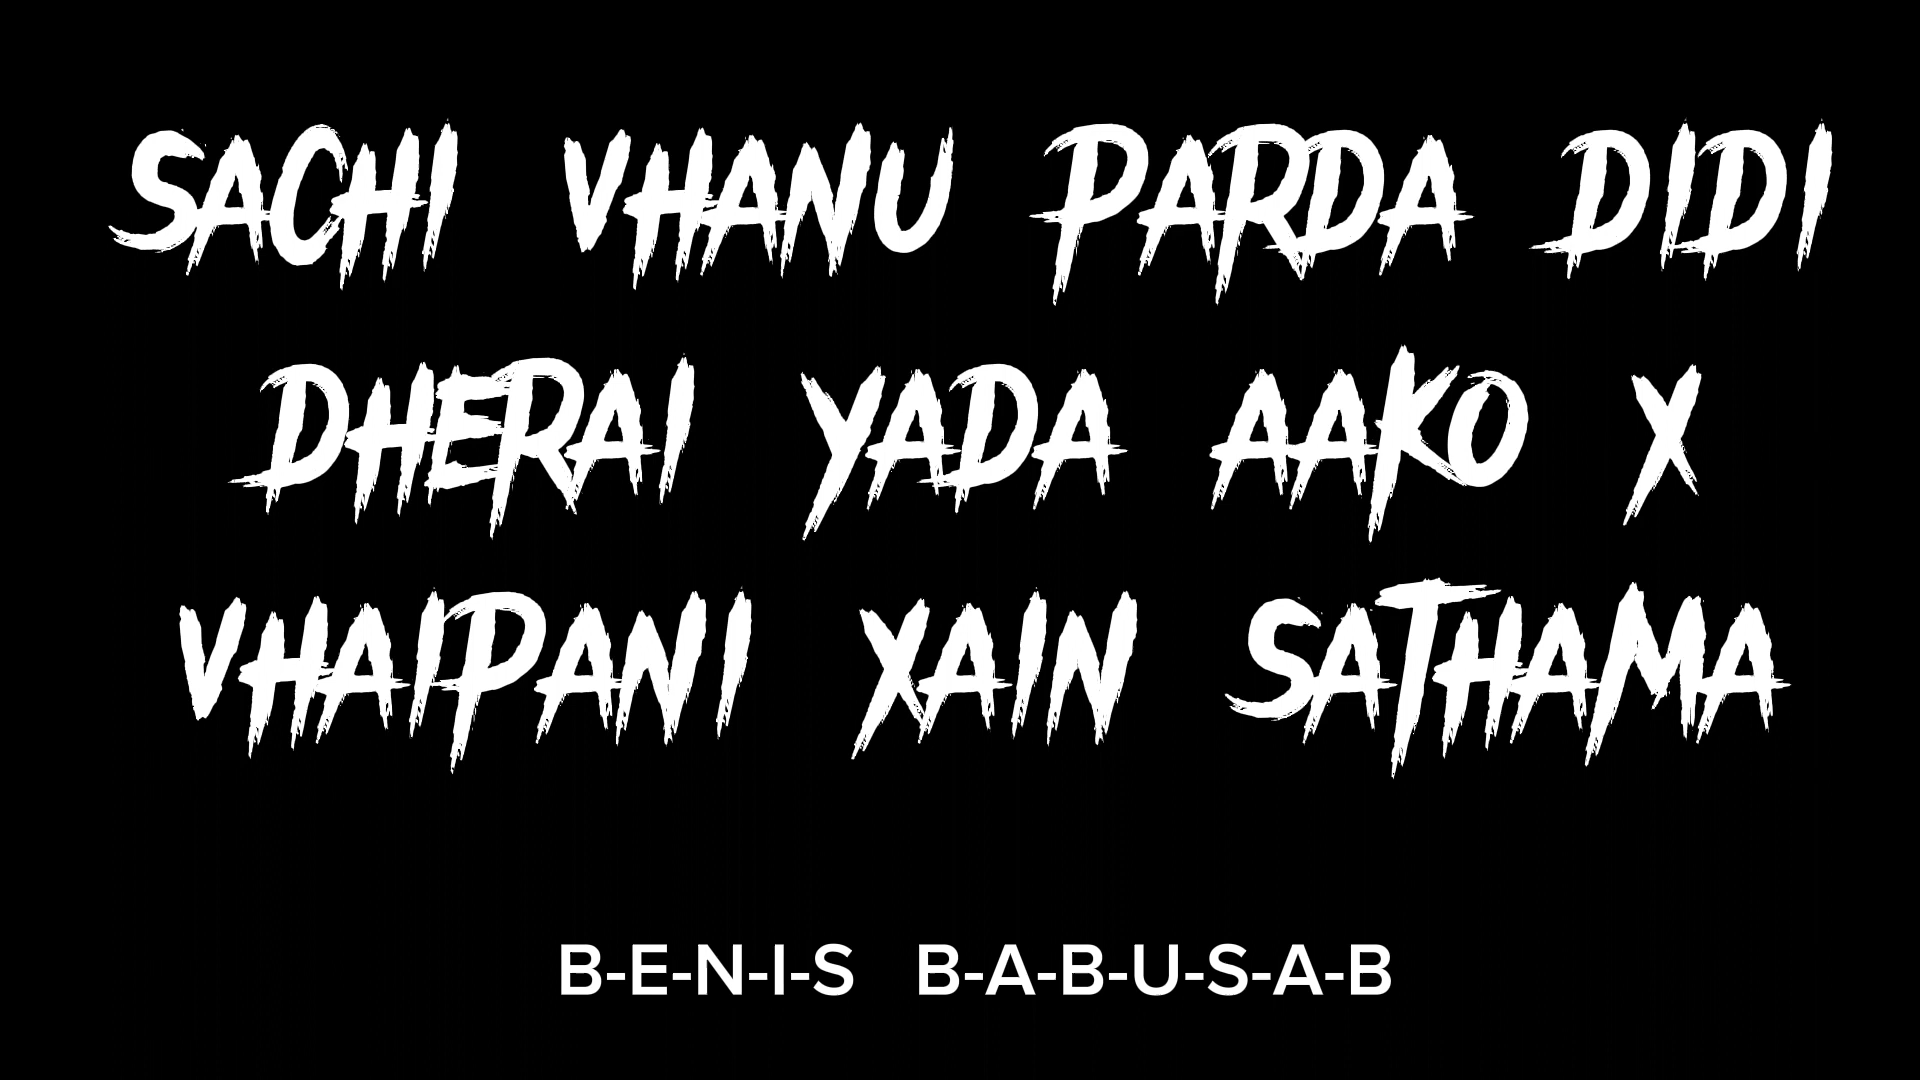 SACHI VHANU PARDA DIDI
DHERAI YADA AAKO X
VHAIPANI XAIN SATHAMA
B-E-N-I-S B-A-B-U-S-A-B